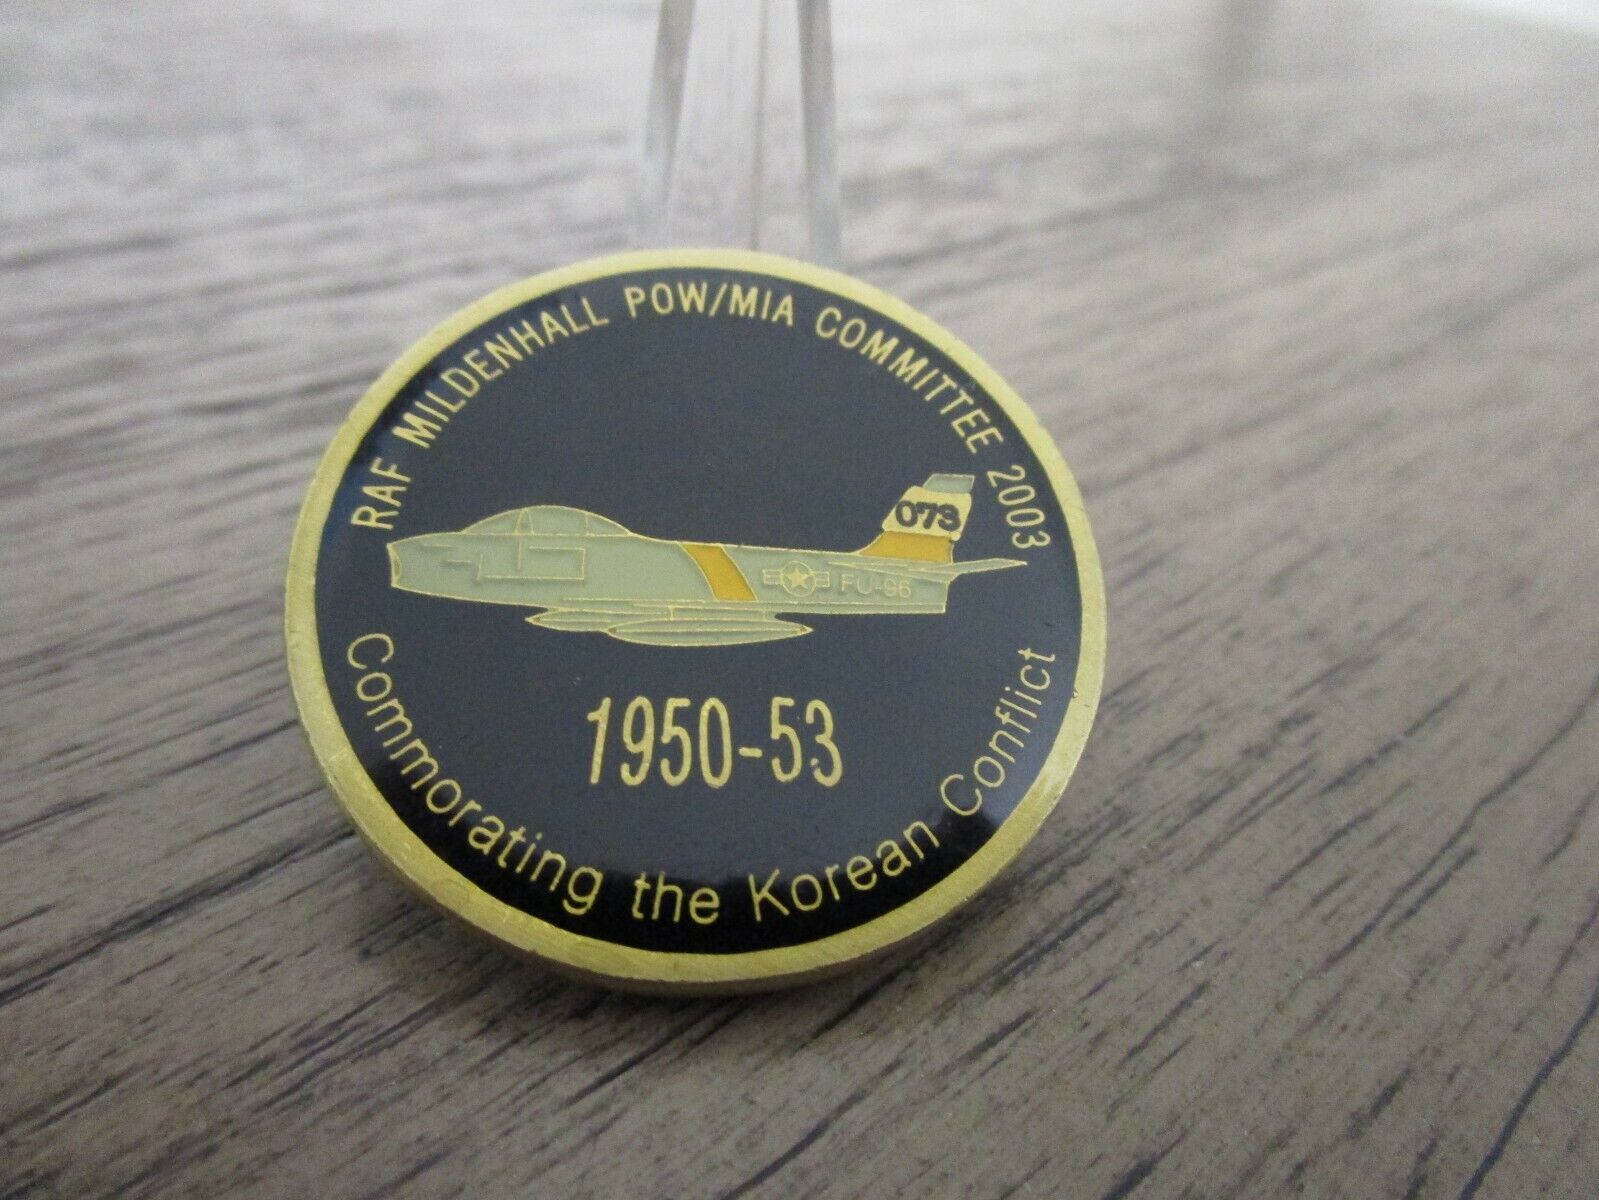 RAF MILDENHALL POW/MIA COMMITTEE 2003
073
FU-96
1950-53
Commorating the Korean Conflict